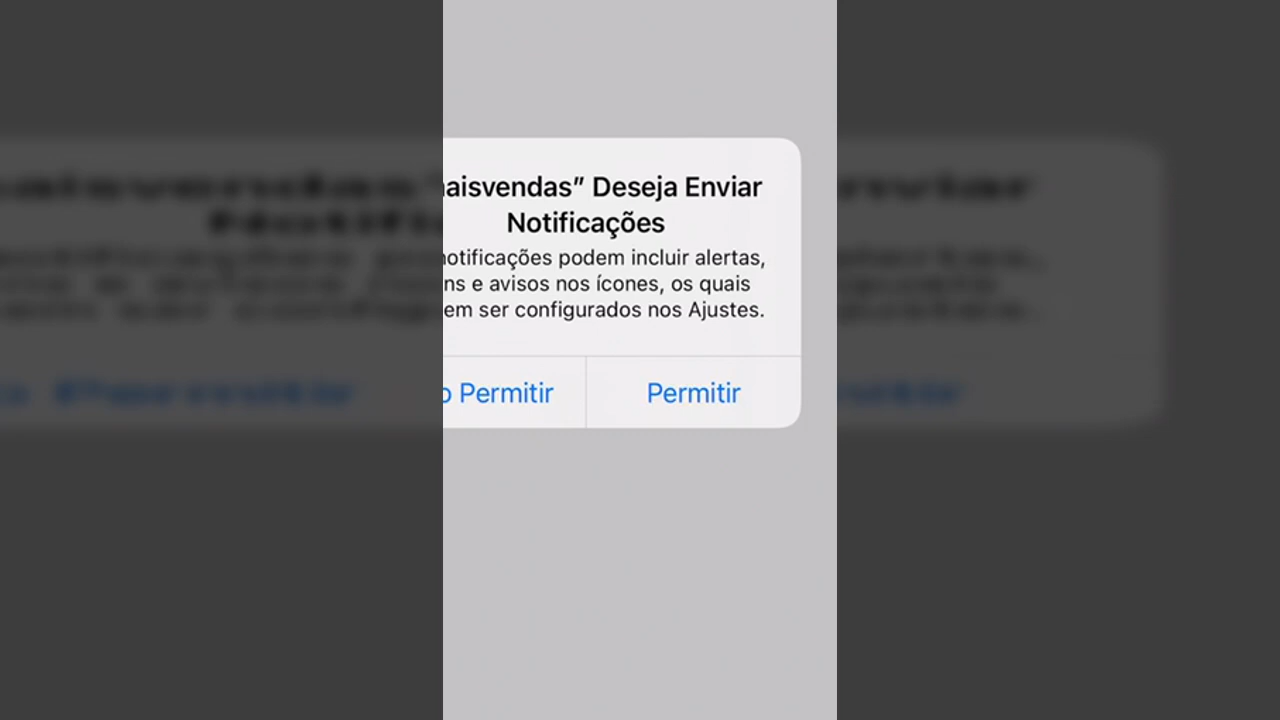 aisvendas” Deseja Enviar
Notificações
notificações podem incluir alertas,
ns e avisos nos ícones, os quais
em ser configurados nos Ajustes.
o Permitir
Permitir